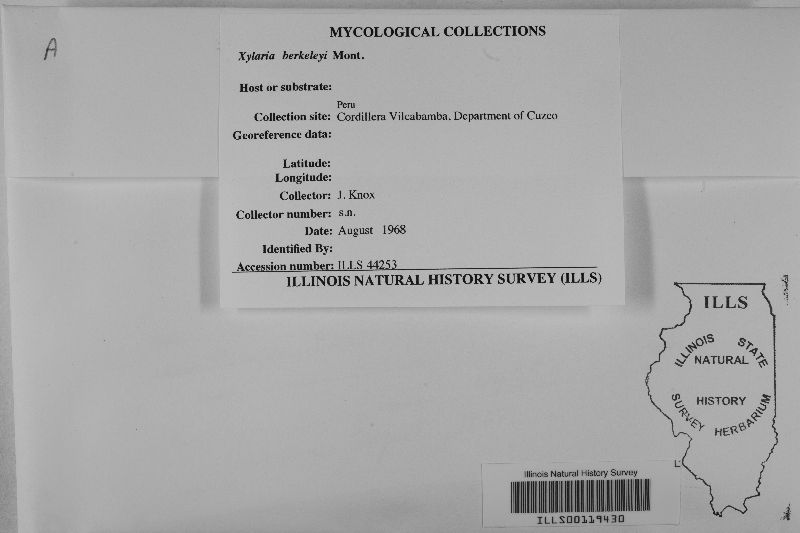 A
MYCOLOGICAL COLLECTIONS
Xylaria berkeleyi Mont.
Host or substrate:
Peru
Collection site: Cordillera Vilcabamba, Department of Cuzco
Georeference data:
Latitude:
Longitude:
Collector: J. Knox
Collector number: s.n.
Date: August 1968
Identified By:
Accession number: ILLS 44253
ILLINOIS NATURAL HISTORY SURVEY (ILLS)
ILLS
ILLINOIS STATE
NATURAL
HISTORY
SURVEY HERBARIUM
Illinois Natural History Survey
ILLS00119430